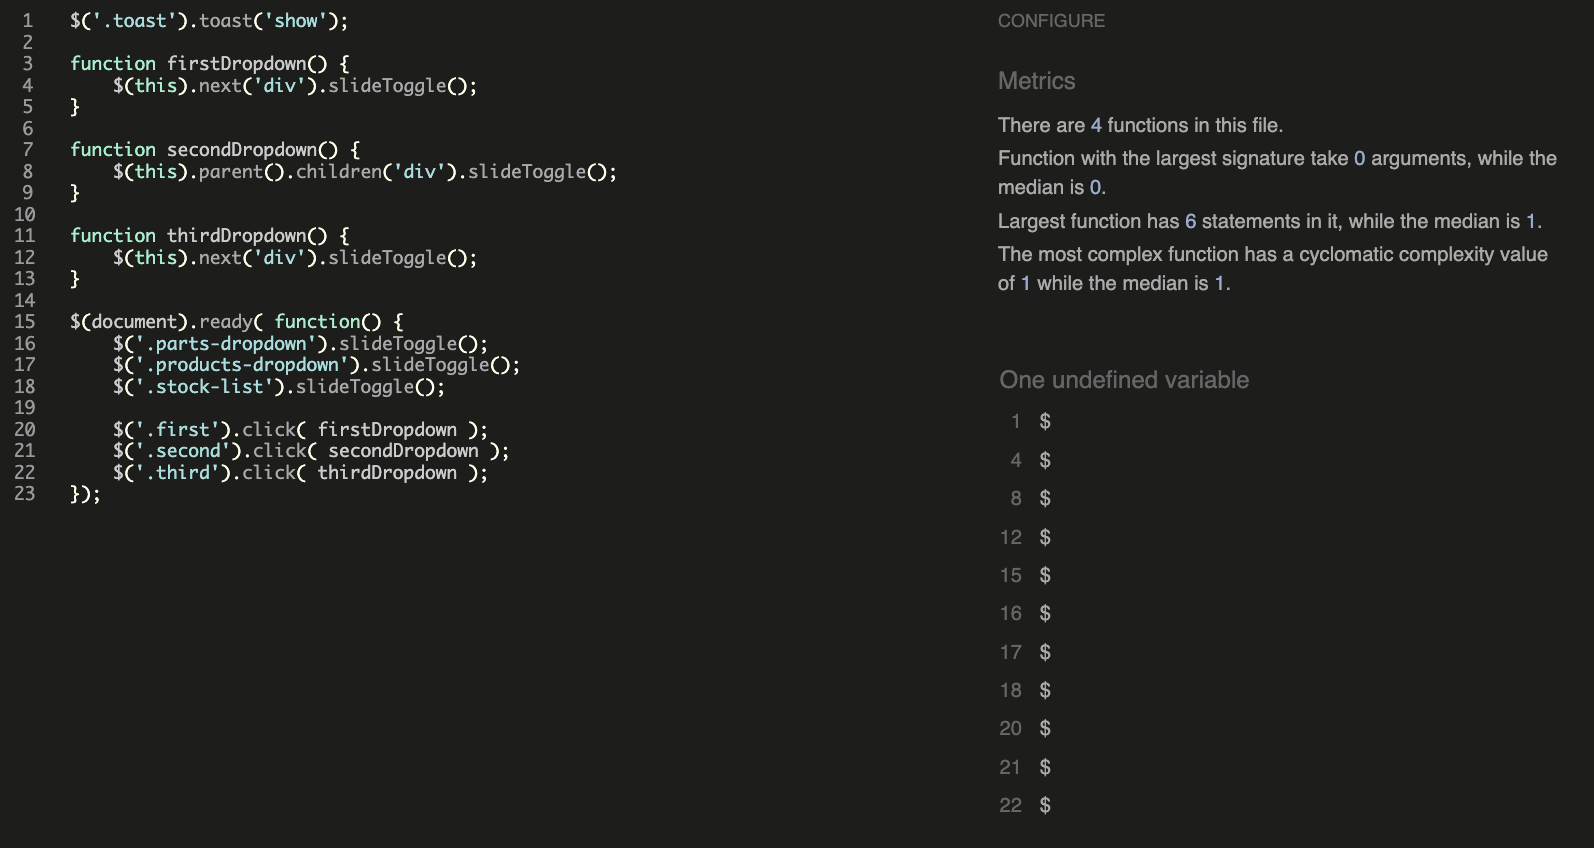 1 $('.toast').toast('show');
2
3 function firstDropdown() {
4     $(this).next('div').slideToggle();
5 }
6
7 function secondDropdown() {
8     $(this).parent().children('div').slideToggle();
9 }
10
11 function thirdDropdown() {
12     $(this).next('div').slideToggle();
13 }
14
15 $(document).ready( function() {
16     $('.parts-dropdown').slideToggle();
17     $('.products-dropdown').slideToggle();
18     $('.stock-list').slideToggle();
19
20     $('.first').click( firstDropdown );
21     $('.second').click( secondDropdown );
22     $('.third').click( thirdDropdown );
23 });
CONFIGURE
Metrics
There are 4 functions in this file.
Function with the largest signature take 0 arguments, while the
median is 0.
Largest function has 6 statements in it, while the median is 1.
The most complex function has a cyclomatic complexity value
of 1 while the median is 1.
One undefined variable
1 $
4 $
8 $
12 $
15 $
16 $
17 $
18 $
20 $
21 $
22 $